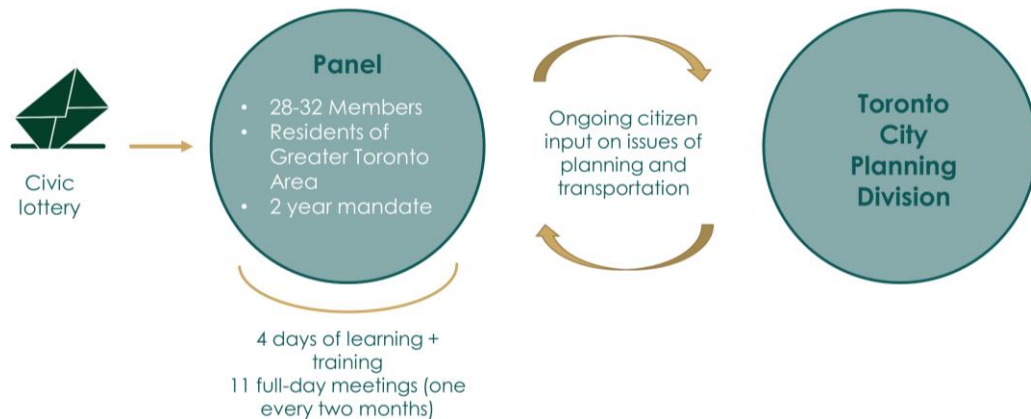 Civic
lottery
Panel
• 28-32 Members
• Residents of
Greater Toronto
Area
• 2 year mandate
4 days of learning +
training
11 full-day meetings (one
every two months)
Ongoing citizen
input on issues of
planning and
transportation
Toronto
City
Planning
Division